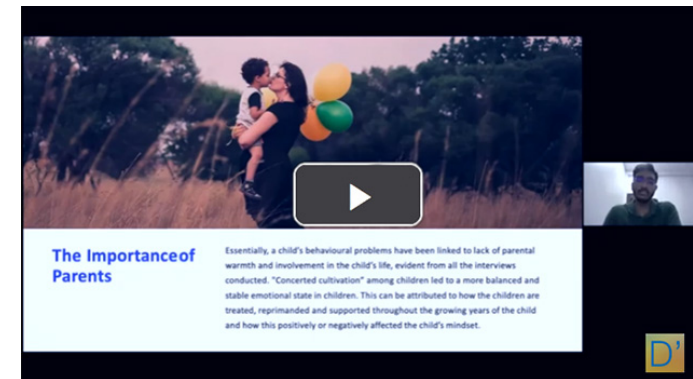 The Importanceof
Parents
Essentially, a child's behavioural problems have been linked to lack of parental
warmth and involvement in the child's life, evident from all the interviews
conducted. "Concerted cultivation" among children led to a more balanced and
stable emotional state in children. This can be attributed to how the children are
treated, reprimanded and supported throughout the growing years of the child
and how this positively or negatively affected the child's mindset.
D'